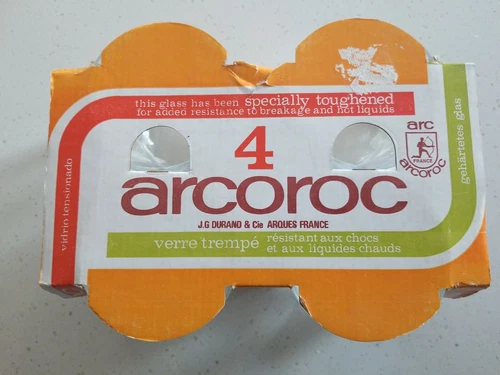 this glass has been specially toughened
for added resistance to breakage and hot liquids
4
arc
FRANCE
arcoroc
arcoroc
J.G DURAND & Cie ARQUES FRANCE
verre trempé résistant aux chocs
et aux liquides chauds
vidrio tensionado
gehärtetes glas